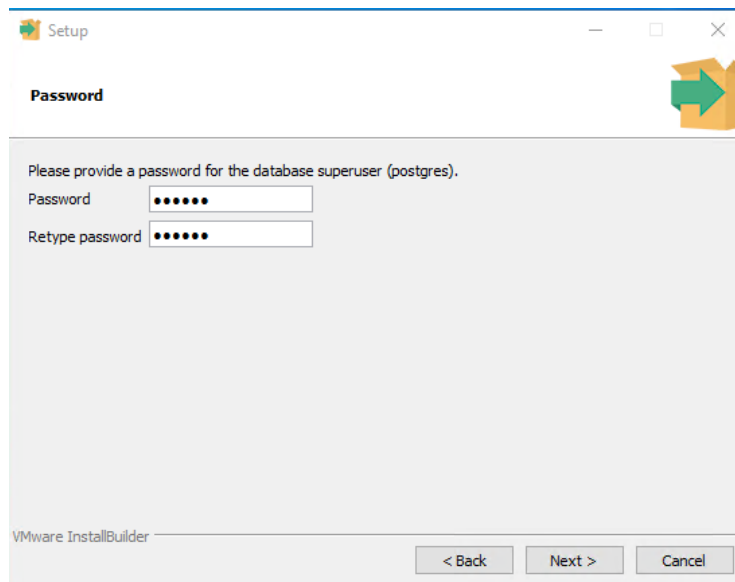 Setup
Password
Please provide a password for the database superuser (postgres).
Password ••••••
Retype password ••••••
VMware InstallBuilder
< Back Next > Cancel